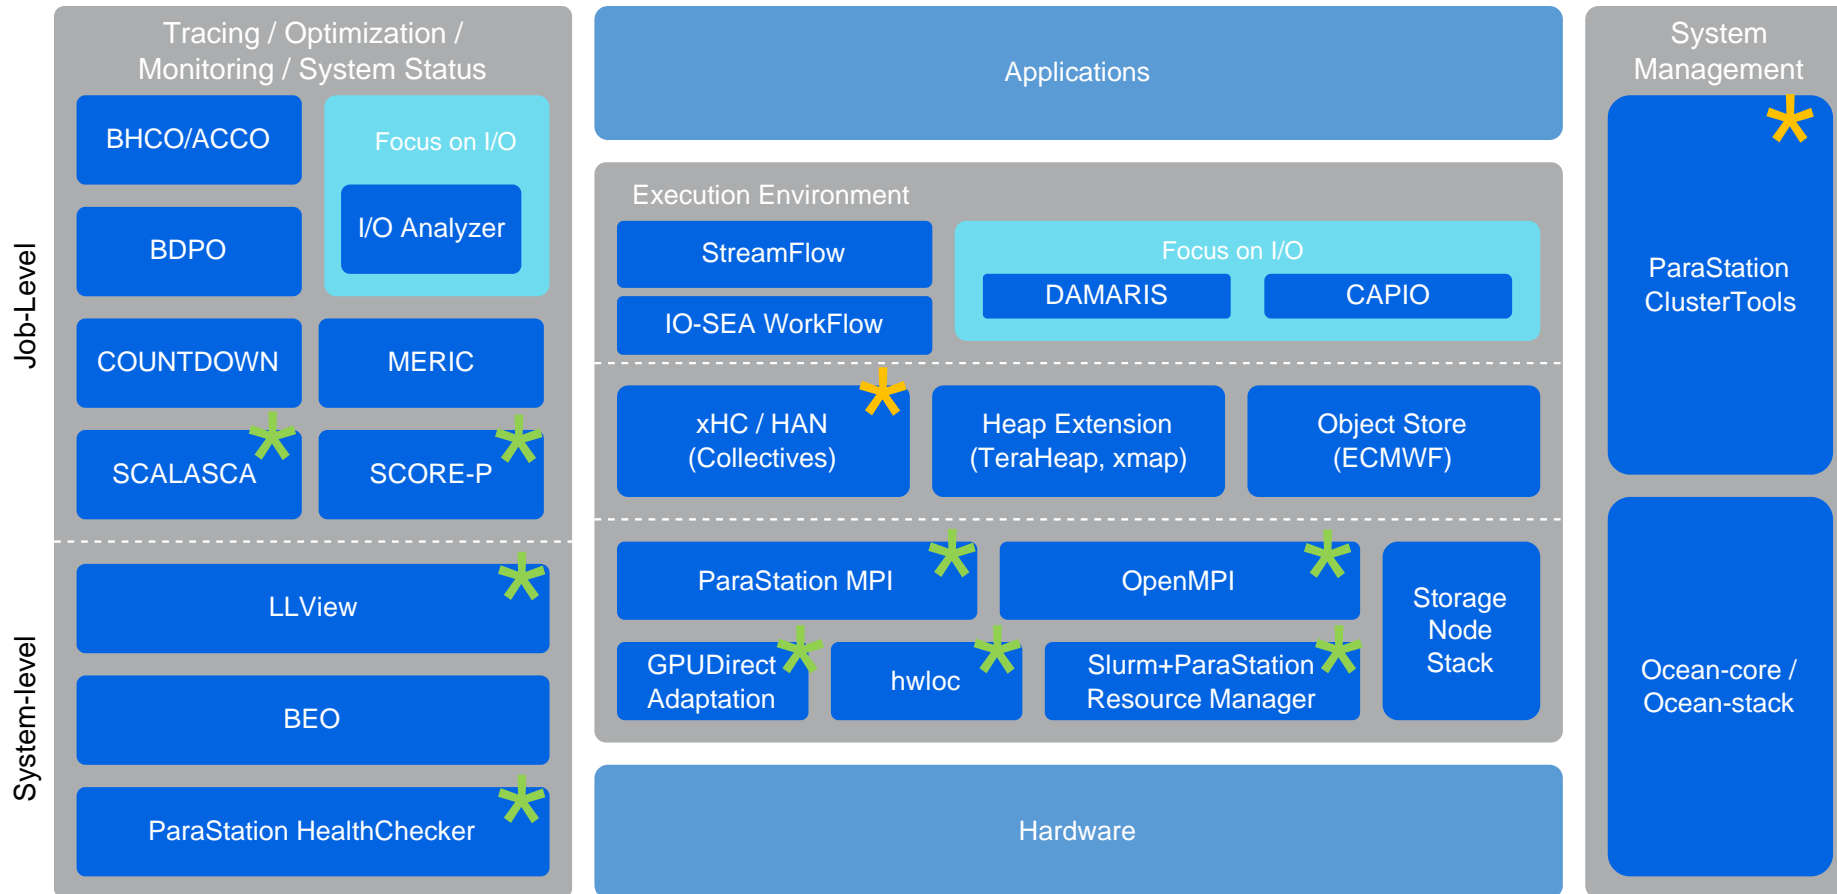 Tracing / Optimization /
Monitoring / System Status
BHCO/ACCO
Focus on I/O
I/O Analyzer
BDPO
COUNTDOWN
MERIC
SCALASCA
SCORE-P
LLView
BEO
ParaStation HealthChecker
Job-Level
System-level
Applications
Execution Environment
StreamFlow
IO-SEA WorkFlow
Focus on I/O
DAMARIS
CAPIO
xHC / HAN
(Collectives)
Heap Extension
(TeraHeap, xmap)
Object Store
(ECMWF)
ParaStation MPI
OpenMPI
Storage
Node
Stack
GPUDirect
Adaptation
hwloc
Slurm+ParaStation
Resource Manager
Hardware
System
Management
ParaStation
ClusterTools
Ocean-core /
Ocean-stack